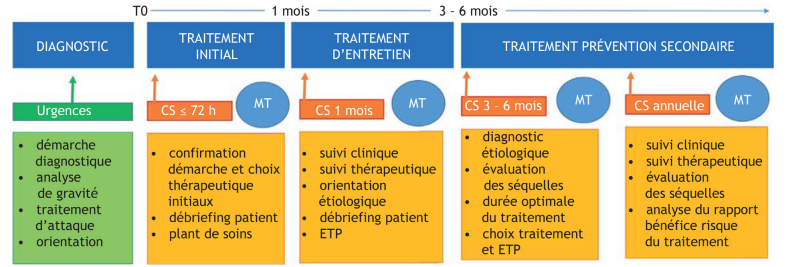 T0
1 mois
3 – 6 mois
DIAGNOSTIC
TRAITEMENT
INITIAL
TRAITEMENT
D’ENTRETIEN
TRAITEMENT PRÉVENTION SECONDAIRE
Urgences
CS ≤ 72 h
MT
CS 1 mois
MT
CS 3 – 6 mois
MT
CS annuelle
MT
• démarche
diagnostique
• analyse
de gravité
• traitement
d’attaque
• orientation
• confirmation
démarche et choix
thérapeutique
initiaux
• débriefing patient
• plant de soins
• suivi clinique
• suivi thérapeutique
• orientation
étiologique
• débriefing patient
• ETP
• diagnostic
étiologique
• évaluation
des séquelles
• durée optimale
du traitement
• choix traitement
et ETP
• suivi clinique
• suivi thérapeutique
• évaluation
des séquelles
• analyse du rapport
bénéfice risque
du traitement